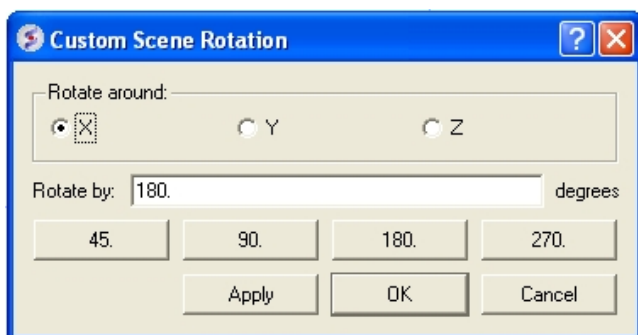 Custom Scene Rotation ?
Rotate around:
X Y Z
Rotate by: 180. degrees
45. 90. 180. 270.
Apply OK Cancel